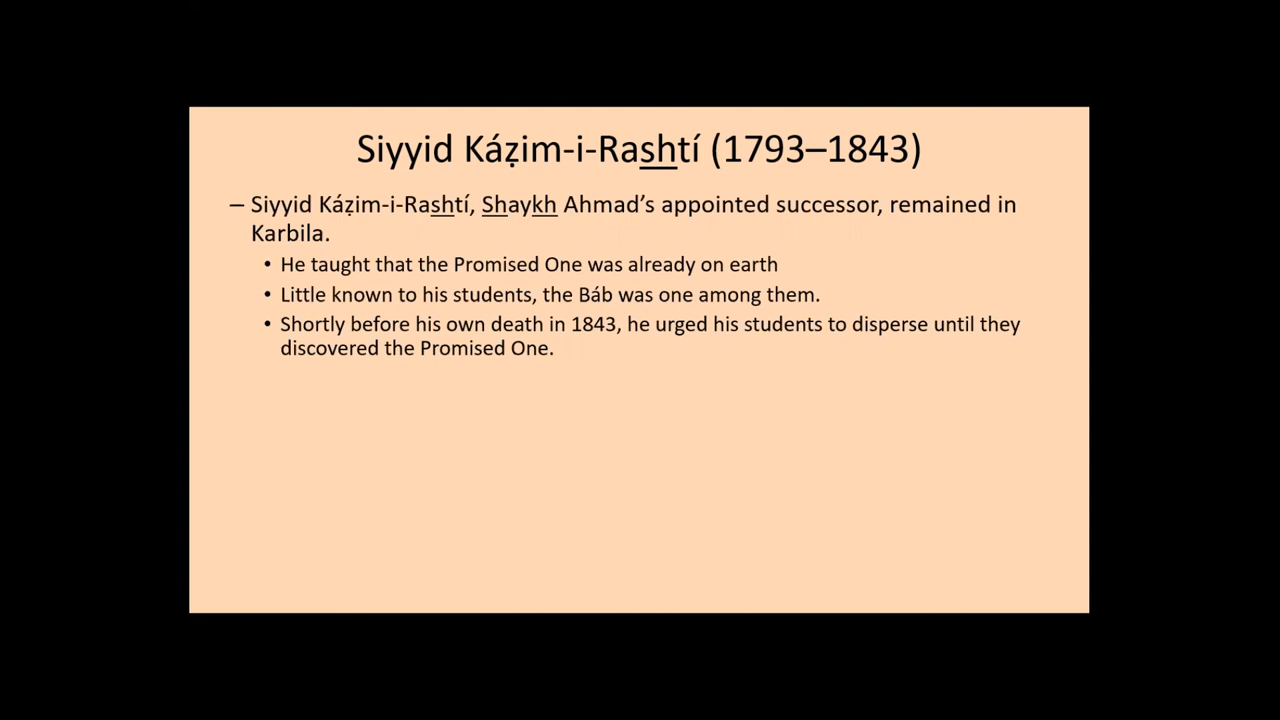 Siyyid Káẓim-i-Rashtí (1793–1843)
– Siyyid Káẓim-i-Rashtí, Shaykh Ahmad’s appointed successor, remained in
Karbila.
• He taught that the Promised One was already on earth
• Little known to his students, the Báb was one among them.
• Shortly before his own death in 1843, he urged his students to disperse until they
discovered the Promised One.